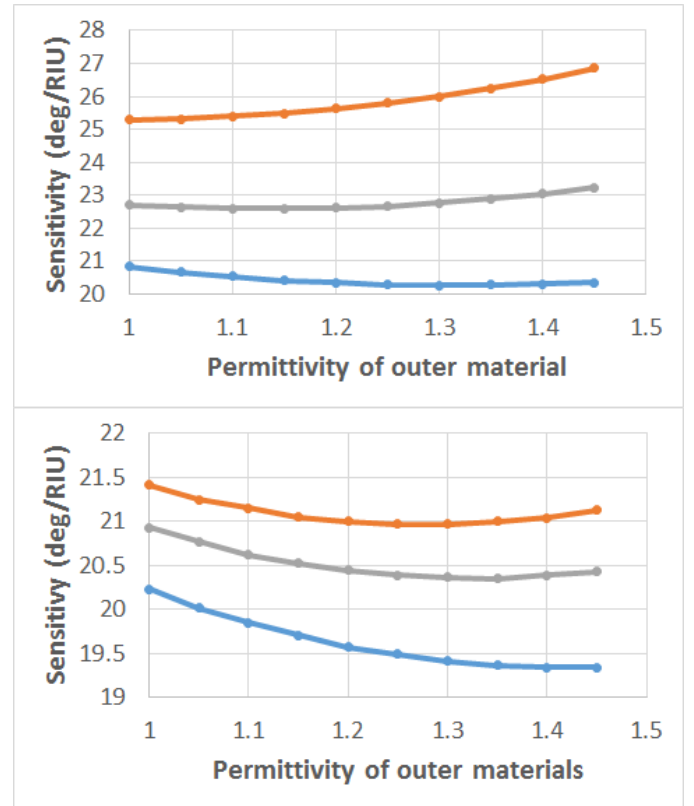 28
27
26
25
24
23
22
21
20
Sensitivity (deg/RIU)
1 1.1 1.2 1.3 1.4 1.5
Permittivity of outer material
22
21.5
21
20.5
20
19.5
19
Sensitivy (deg/RIU)
1 1.1 1.2 1.3 1.4 1.5
Permittivity of outer materials